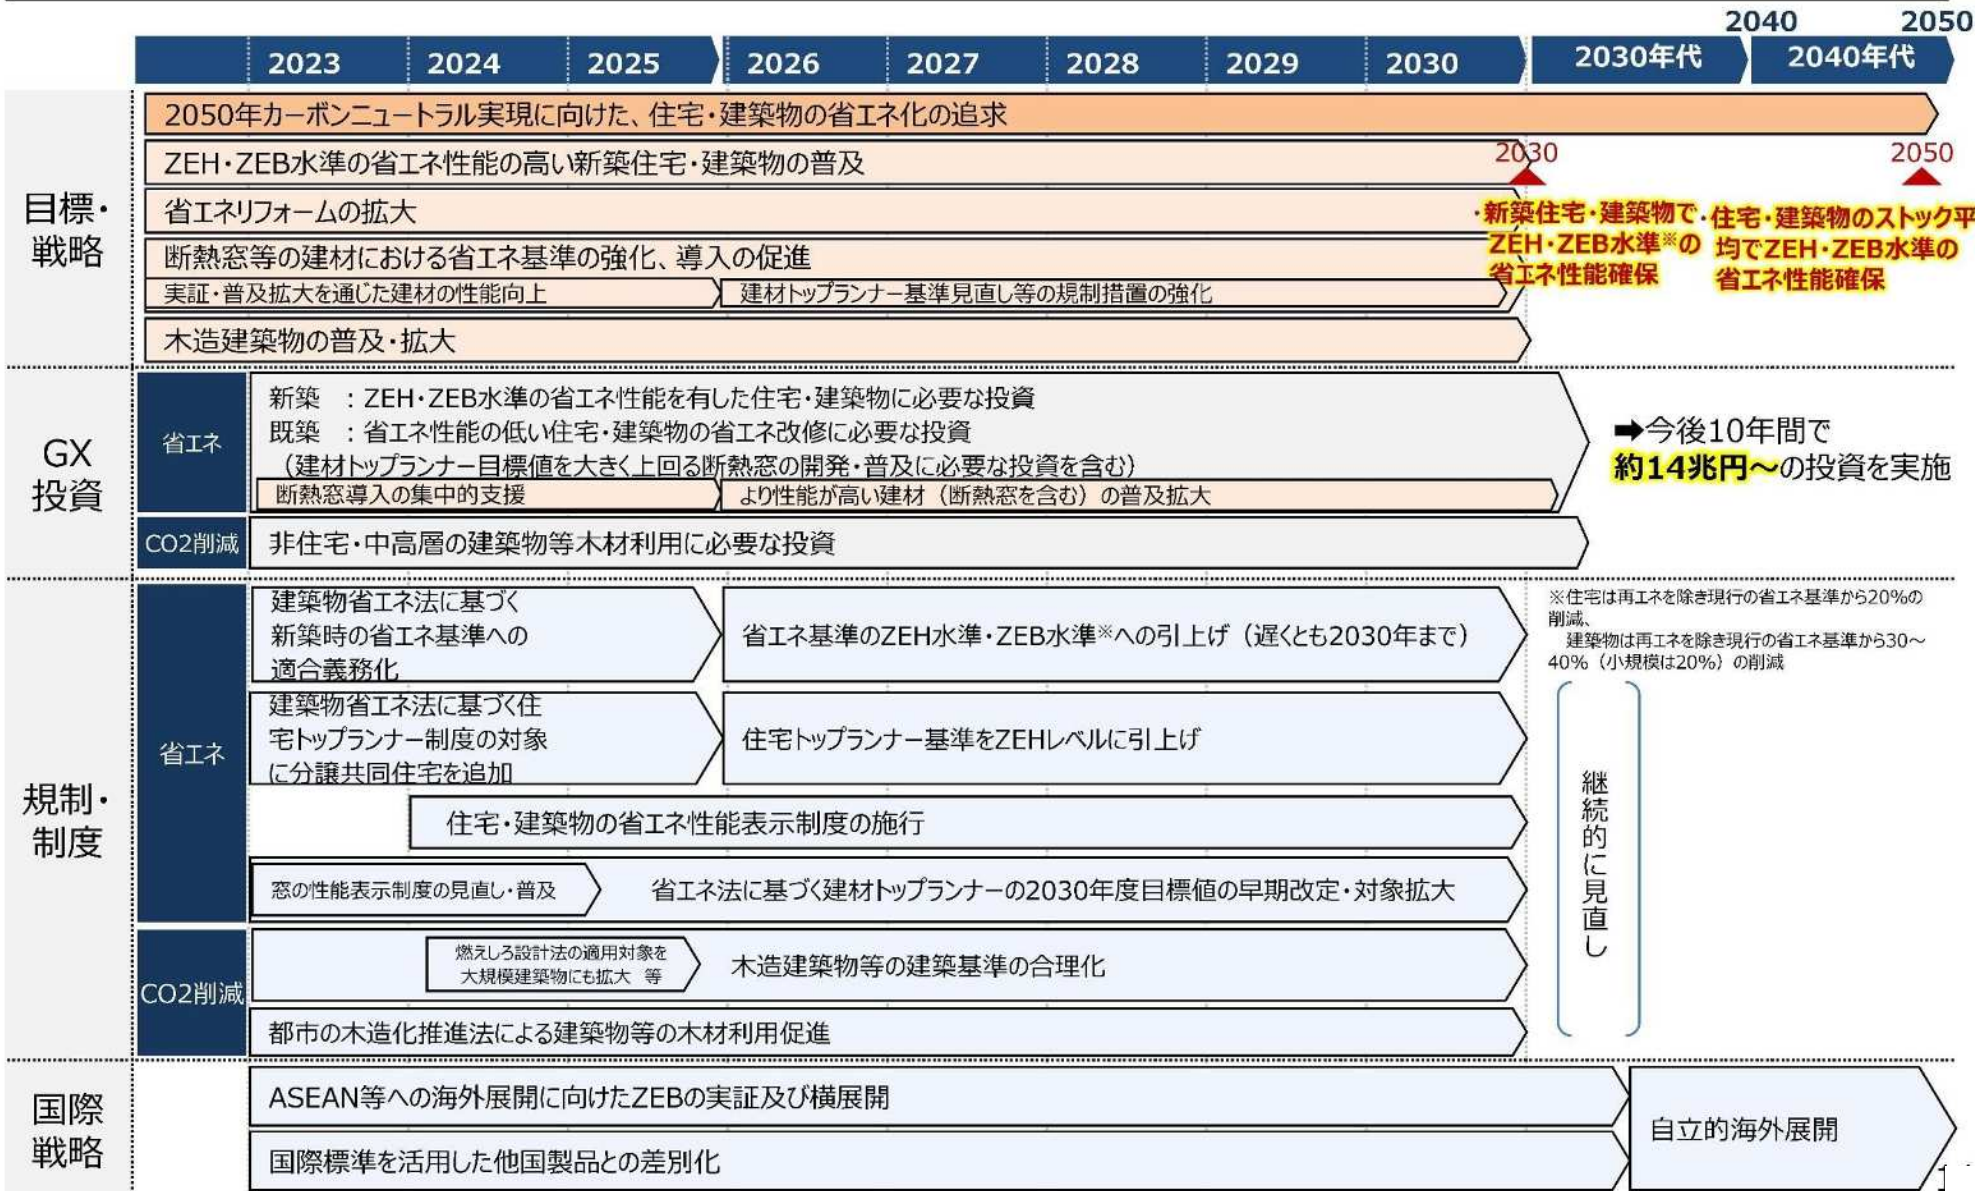 2040 2050
2023 2024 2025 2026 2027 2028 2029 2030 2030年代 2040年代
目標・
戦略
2050年カーボンニュートラル実現に向けた、住宅・建築物の省エネ化の追求
ZEH・ZEB水準の省エネ性能の高い新築住宅・建築物の普及
省エネリフォームの拡大
断熱窓等の建材における省エネ基準の強化、導入の促進
実証・普及拡大を通じた建材の性能向上
建材トップランナー基準見直し等の規制措置の強化
木造建築物の普及・拡大
2030
・新築住宅・建築物で
ZEH・ZEB水準※の
省エネ性能確保
2050
・住宅・建築物のストック平
均でZEH・ZEB水準の
省エネ性能確保
GX
投資
省エネ
新築 :ZEH・ZEB水準の省エネ性能を有した住宅・建築物に必要な投資
既築 :省エネ性能の低い住宅・建築物の省エネ改修に必要な投資
(建材トップランナー目標値を大きく上回る断熱窓の開発・普及に必要な投資を含む)
断熱窓導入の集中的支援
より性能が高い建材(断熱窓を含む)の普及拡大
➡今後10年間で
約14兆円~の投資を実施
CO2削減
非住宅・中高層の建築物等木材利用に必要な投資
規制・
制度
省エネ
建築物省エネ法に基づく
新築時の省エネ基準への
適合義務化
省エネ基準のZEH水準・ZEB水準※への引上げ(遅くとも2030年まで)
※住宅は再エネを除き現行の省エネ基準から20%の
削減、
建築物は再エネを除き現行の省エネ基準から30~
40%(小規模は20%)の削減
建築物省エネ法に基づく住
宅トップランナー制度の対象
に分譲共同住宅を追加
住宅トップランナー基準をZEHレベルに引上げ
住宅・建築物の省エネ性能表示制度の施行
窓の性能表示制度の見直し・普及
省エネ法に基づく建材トップランナーの2030年度目標値の早期改定・対象拡大
継続的に見直し
CO2削減
燃えしろ設計法の適用対象を
大規模建築物にも拡大 等
木造建築物等の建築基準の合理化
都市の木造化推進法による建築物等の木材利用促進
国際
戦略
ASEAN等への海外展開に向けたZEBの実証及び横展開
国際標準を活用した他国製品との差別化
自立的海外展開